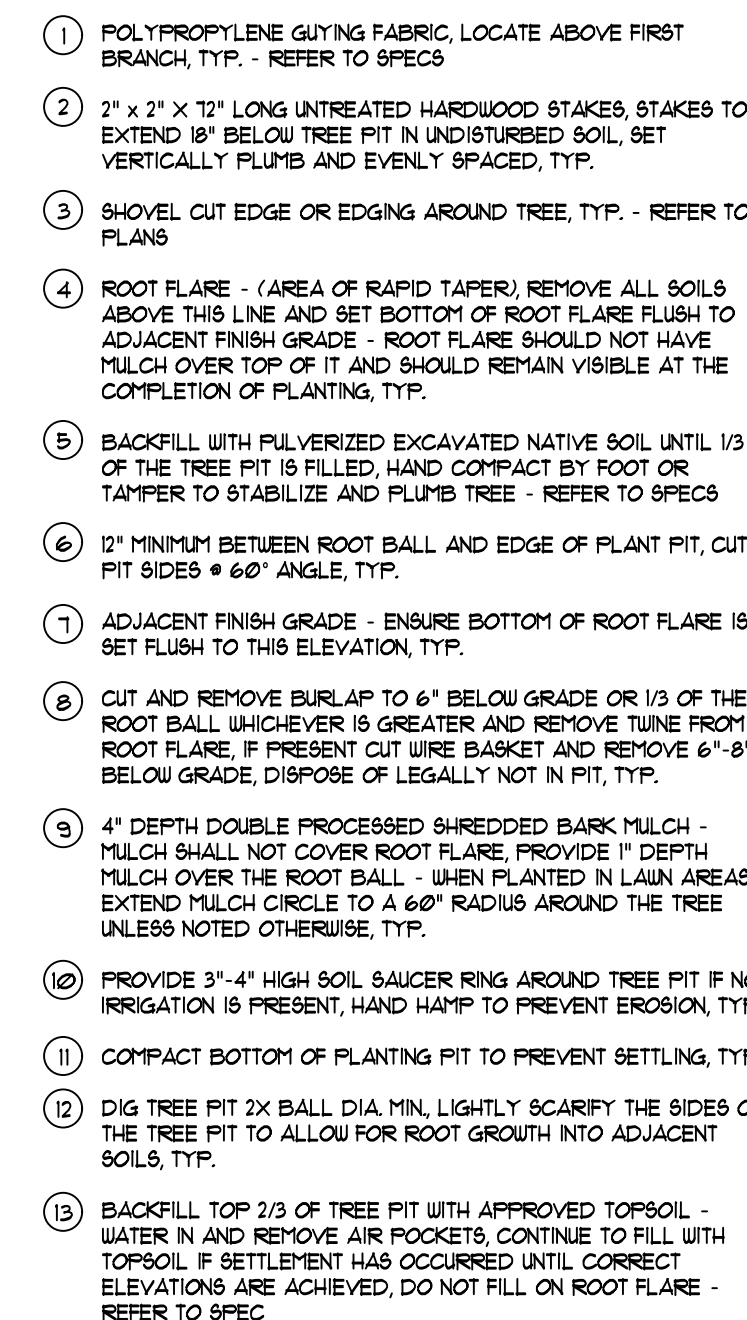 1 POLYPROPYLENE GUYING FABRIC, LOCATE ABOVE FIRST
BRANCH, TYP. - REFER TO SPECS
2 2" x 2" X 72" LONG UNTREATED HARDWOOD STAKES, STAKES TO
EXTEND 18" BELOW TREE PIT IN UNDISTURBED SOIL, SET
VERTICALLY PLUMB AND EVENLY SPACED, TYP.
3 SHOVEL CUT EDGE OR EDGING AROUND TREE, TYP. - REFER TO
PLANS
4 ROOT FLARE - (AREA OF RAPID TAPER), REMOVE ALL SOILS
ABOVE THIS LINE AND SET BOTTOM OF ROOT FLARE FLUSH TO
ADJACENT FINISH GRADE - ROOT FLARE SHOULD NOT HAVE
MULCH OVER TOP OF IT AND SHOULD REMAIN VISIBLE AT THE
COMPLETION OF PLANTING, TYP.
5 BACKFILL WITH PULVERIZED EXCAVATED NATIVE SOIL UNTIL 1/3
OF THE TREE PIT IS FILLED, HAND COMPACT BY FOOT OR
TAMPER TO STABILIZE AND PLUMB TREE - REFER TO SPECS
6 12" MINIMUM BETWEEN ROOT BALL AND EDGE OF PLANT PIT, CUT
PIT SIDES @ 60° ANGLE, TYP.
7 ADJACENT FINISH GRADE - ENSURE BOTTOM OF ROOT FLARE IS
SET FLUSH TO THIS ELEVATION, TYP.
8 CUT AND REMOVE BURLAP TO 6" BELOW GRADE OR 1/3 OF THE
ROOT BALL WHICHEVER IS GREATER AND REMOVE TWINE FROM
ROOT FLARE, IF PRESENT CUT WIRE BASKET AND REMOVE 6"-8"
BELOW GRADE, DISPOSE OF LEGALLY NOT IN PIT, TYP.
9 4" DEPTH DOUBLE PROCESSED SHREDDED BARK MULCH -
MULCH SHALL NOT COVER ROOT FLARE, PROVIDE 1" DEPTH
MULCH OVER THE ROOT BALL - WHEN PLANTED IN LAWN AREAS
EXTEND MULCH CIRCLE TO A 60" RADIUS AROUND THE TREE
UNLESS NOTED OTHERWISE, TYP.
10 PROVIDE 3"-4" HIGH SOIL SAUCER RING AROUND TREE PIT IF
IRRIGATION IS PRESENT, HAND HAMP TO PREVENT EROSION,
11 COMPACT BOTTOM OF PLANTING PIT TO PREVENT SETTLING,
12 DIG TREE PIT 2X BALL DIA. MIN., LIGHTLY SCARIFY THE SIDES
THE TREE PIT TO ALLOW FOR ROOT GROWTH INTO ADJACENT
SOILS, TYP.
13 BACKFILL TOP 2/3 OF TREE PIT WITH APPROVED TOPSOIL -
WATER IN AND REMOVE AIR POCKETS, CONTINUE TO FILL WITH
TOPSOIL IF SETTLEMENT HAS OCCURRED UNTIL CORRECT
ELEVATIONS ARE ACHIEVED, DO NOT FILL ON ROOT FLARE -
REFER TO SPEC